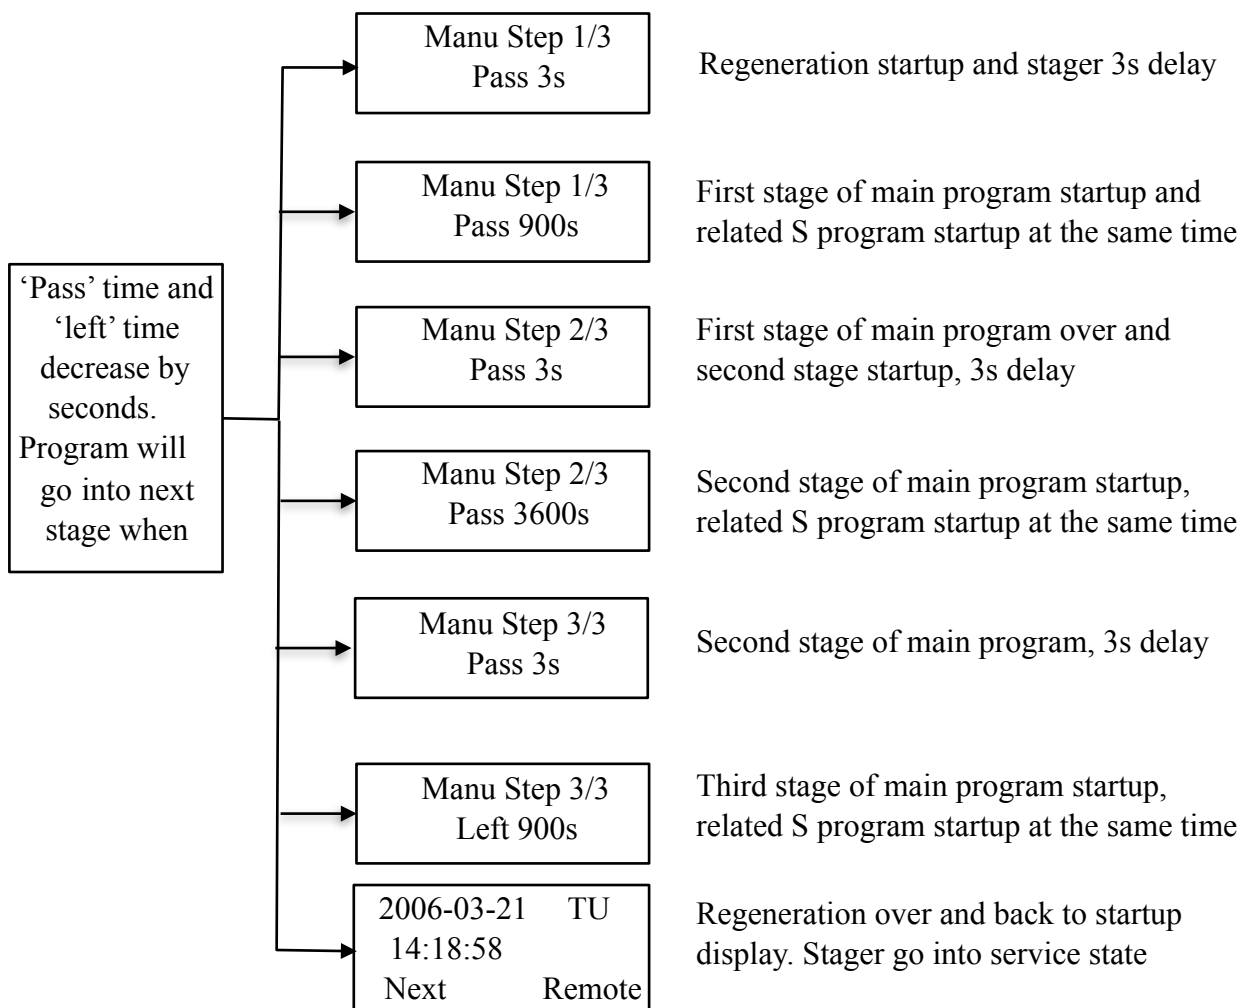 Manu Step 1/3
Pass 3s
Regeneration startup and stager 3s delay
Manu Step 1/3
Pass 900s
First stage of main program startup and
related S program startup at the same time
‘Pass’ time and
‘left’ time
decrease by
seconds.
Program will
go into next
stage when
Manu Step 2/3
Pass 3s
First stage of main program over and
second stage startup, 3s delay
Manu Step 2/3
Pass 3600s
Second stage of main program startup,
related S program startup at the same time
Manu Step 3/3
Pass 3s
Second stage of main program, 3s delay
Manu Step 3/3
Left 900s
Third stage of main program startup,
related S program startup at the same time
2006-03-21 TU
14:18:58
Next Remote
Regeneration over and back to startup
display. Stager go into service state